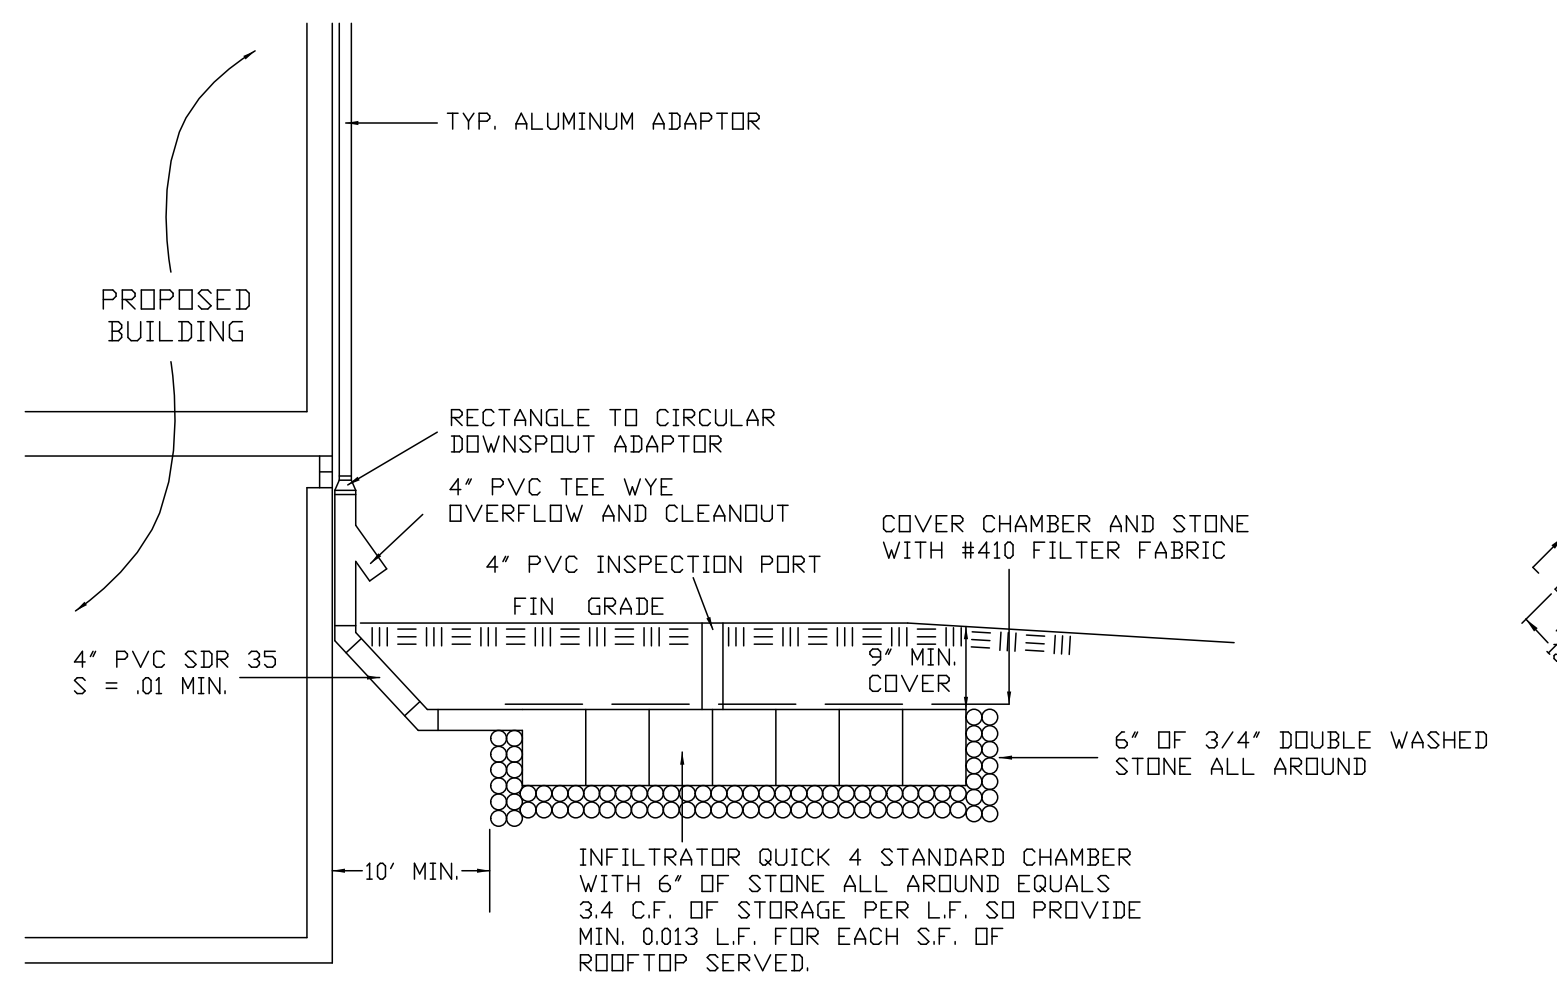 TYP. ALUMINUM ADAPTOR
PROPOSED
BUILDING
RECTANGLE TO CIRCULAR
DOWNSPOUT ADAPTOR
4" PVC TEE WYE
OVERFLOW AND CLEANOUT
COVER CHAMBER AND STONE
WITH #410 FILTER FABRIC
4" PVC INSPECTION PORT
FIN GRADE
4" PVC SDR 35
S = .01 MIN.
9" MIN.
COVER
6" OF 3/4" DOUBLE WASHED
STONE ALL AROUND
10' MIN.
INFILTRATOR QUICK 4 STANDARD CHAMBER
WITH 6" OF STONE ALL AROUND EQUALS
3.4 C.F. OF STORAGE PER L.F. SO PROVIDE
MIN. 0.013 L.F. FOR EACH S.F. OF
ROOFTOP SERVED.